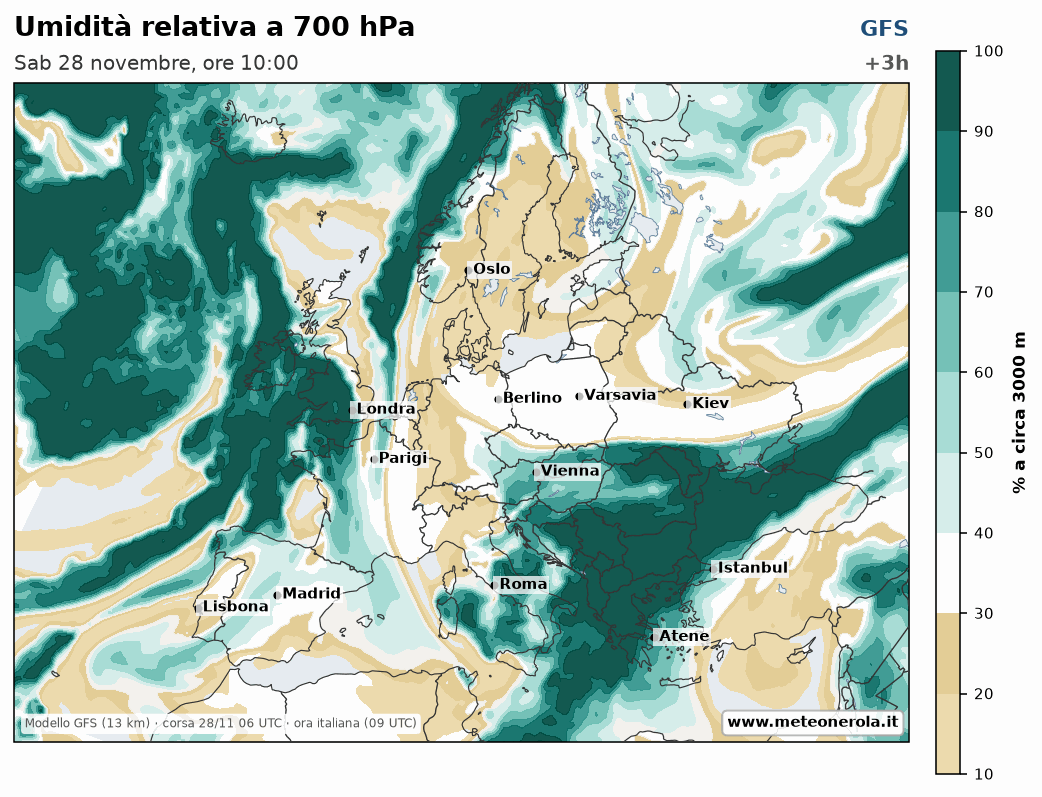 Umidità relativa a 700 hPa
GFS
Sab 28 novembre, ore 10:00
+3h
100
90
80
70
60
50
40
30
20
10
% a circa 3000 m
Oslo
Berlino
Varsavia
Kiev
Londra
Parigi
Vienna
Istanbul
Roma
Madrid
Lisbona
Atene
Modello GFS (13 km) · corsa 28/11 06 UTC · ora italiana (09 UTC)
www.meteonerola.it